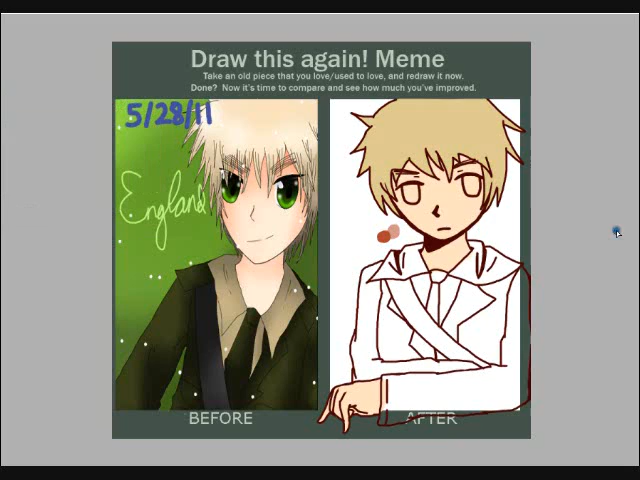 Draw this again! Meme
Take an old piece that you love/used to love, and redraw it now.
Done? Now it's time to compare and see how much you've improved.
5/28/11
England
BEFORE
AFTER